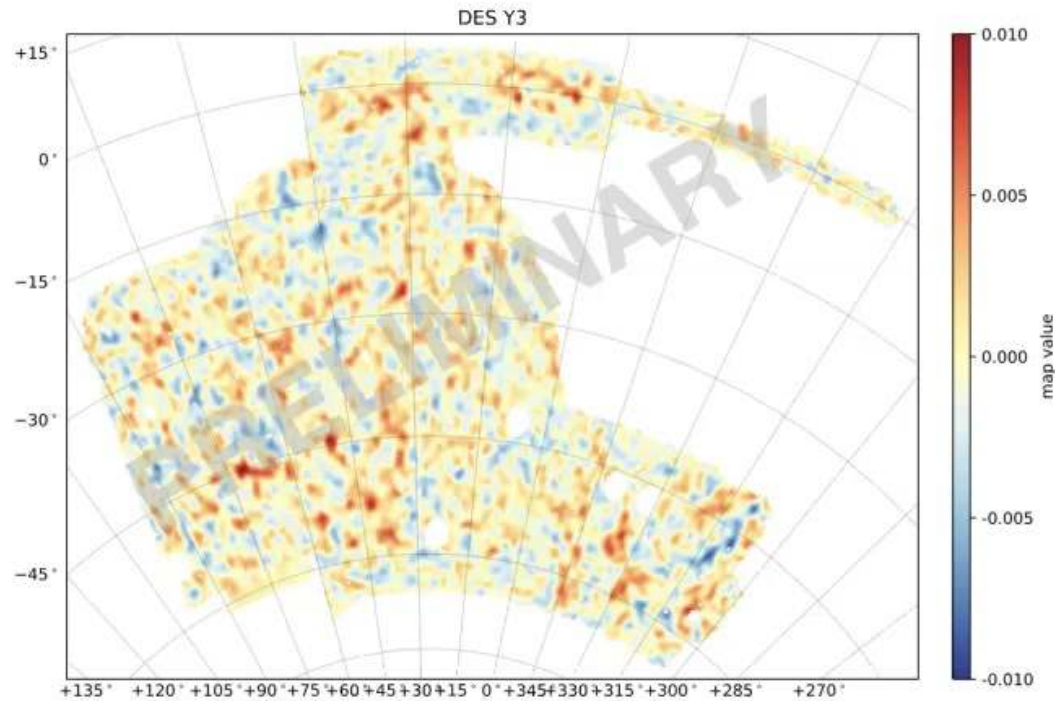 DES Y3
+15°
0°
−15°
−30°
−45°
+135° +120° +105° +90° +75° +60° +45° +30° +15° 0° +345° +330° +315° +300° +285° +270°
PRELIMINARY
0.010
0.005
0.000
-0.005
-0.010
map value